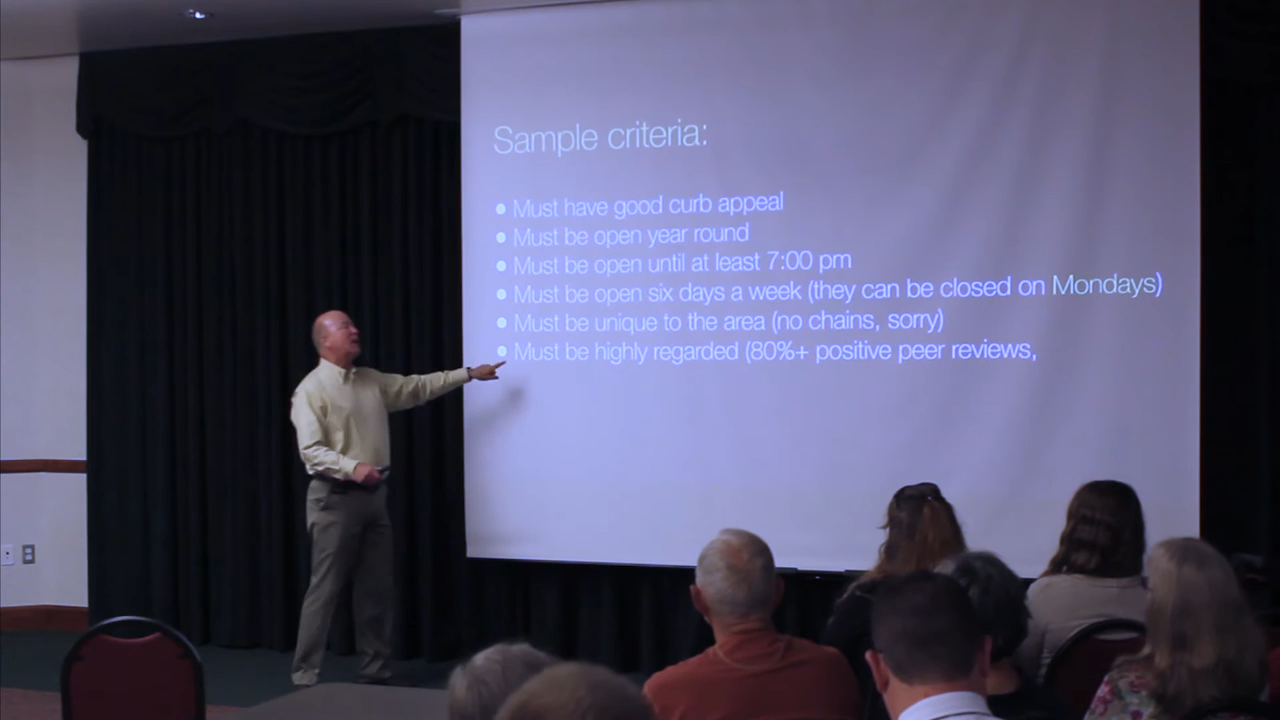 Sample criteria:
• Must have good curb appeal
• Must be open year round
• Must be open until at least 7:00 pm
• Must be open six days a week (they can be closed on Mondays)
• Must be unique to the area (no chains, sorry)
• Must be highly regarded (80%+ positive peer reviews,